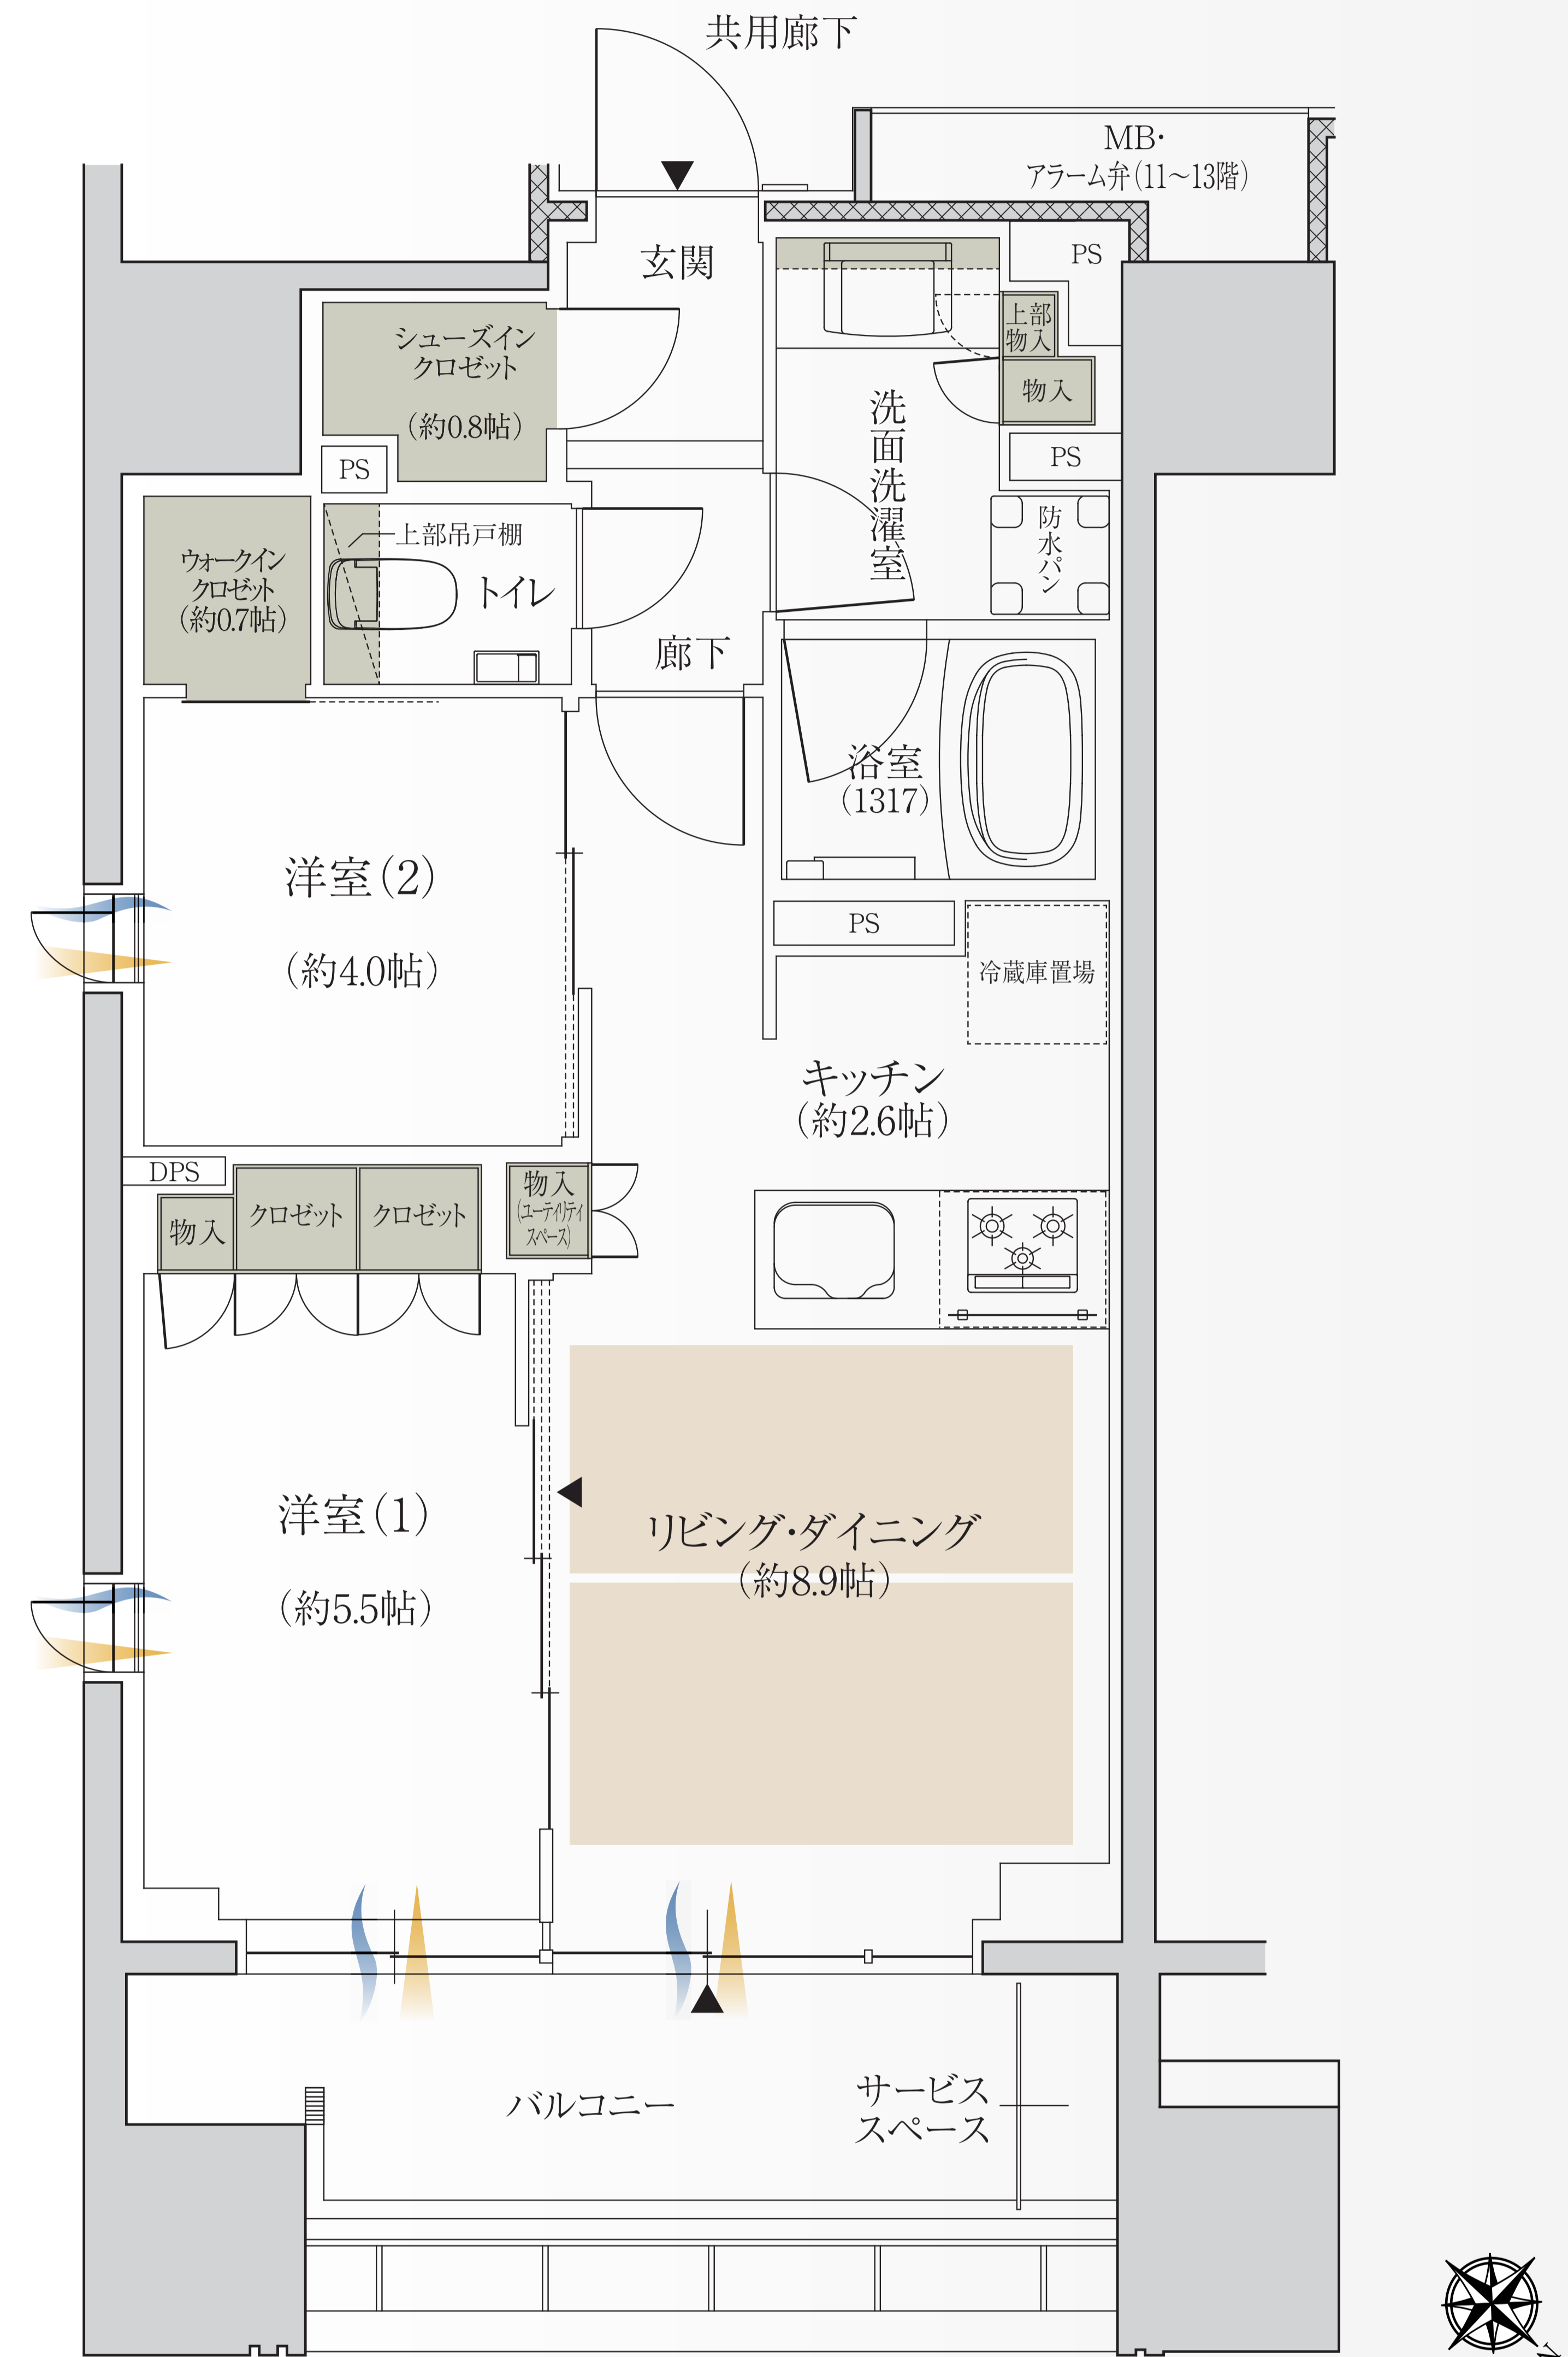 共用廊下
MB・
アラーム弁(11〜13階)
玄関
PS
シューズイン
クロゼット
(約0.8帖)
上部
物入
物入
洗面洗濯室
PS
PS
防水パン
上部吊戸棚
トイレ
ウォークイン
クロゼット
(約0.7帖)
廊下
浴室
(1317)
洋室(2)
(約4.0帖)
PS
冷蔵庫置場
キッチン
(約2.6帖)
DPS
物入
クロゼット
クロゼット
物入
(ユーティリティ
スペース)
洋室(1)
(約5.5帖)
リビング・ダイニング
(約8.9帖)
バルコニー
サービス
スペース